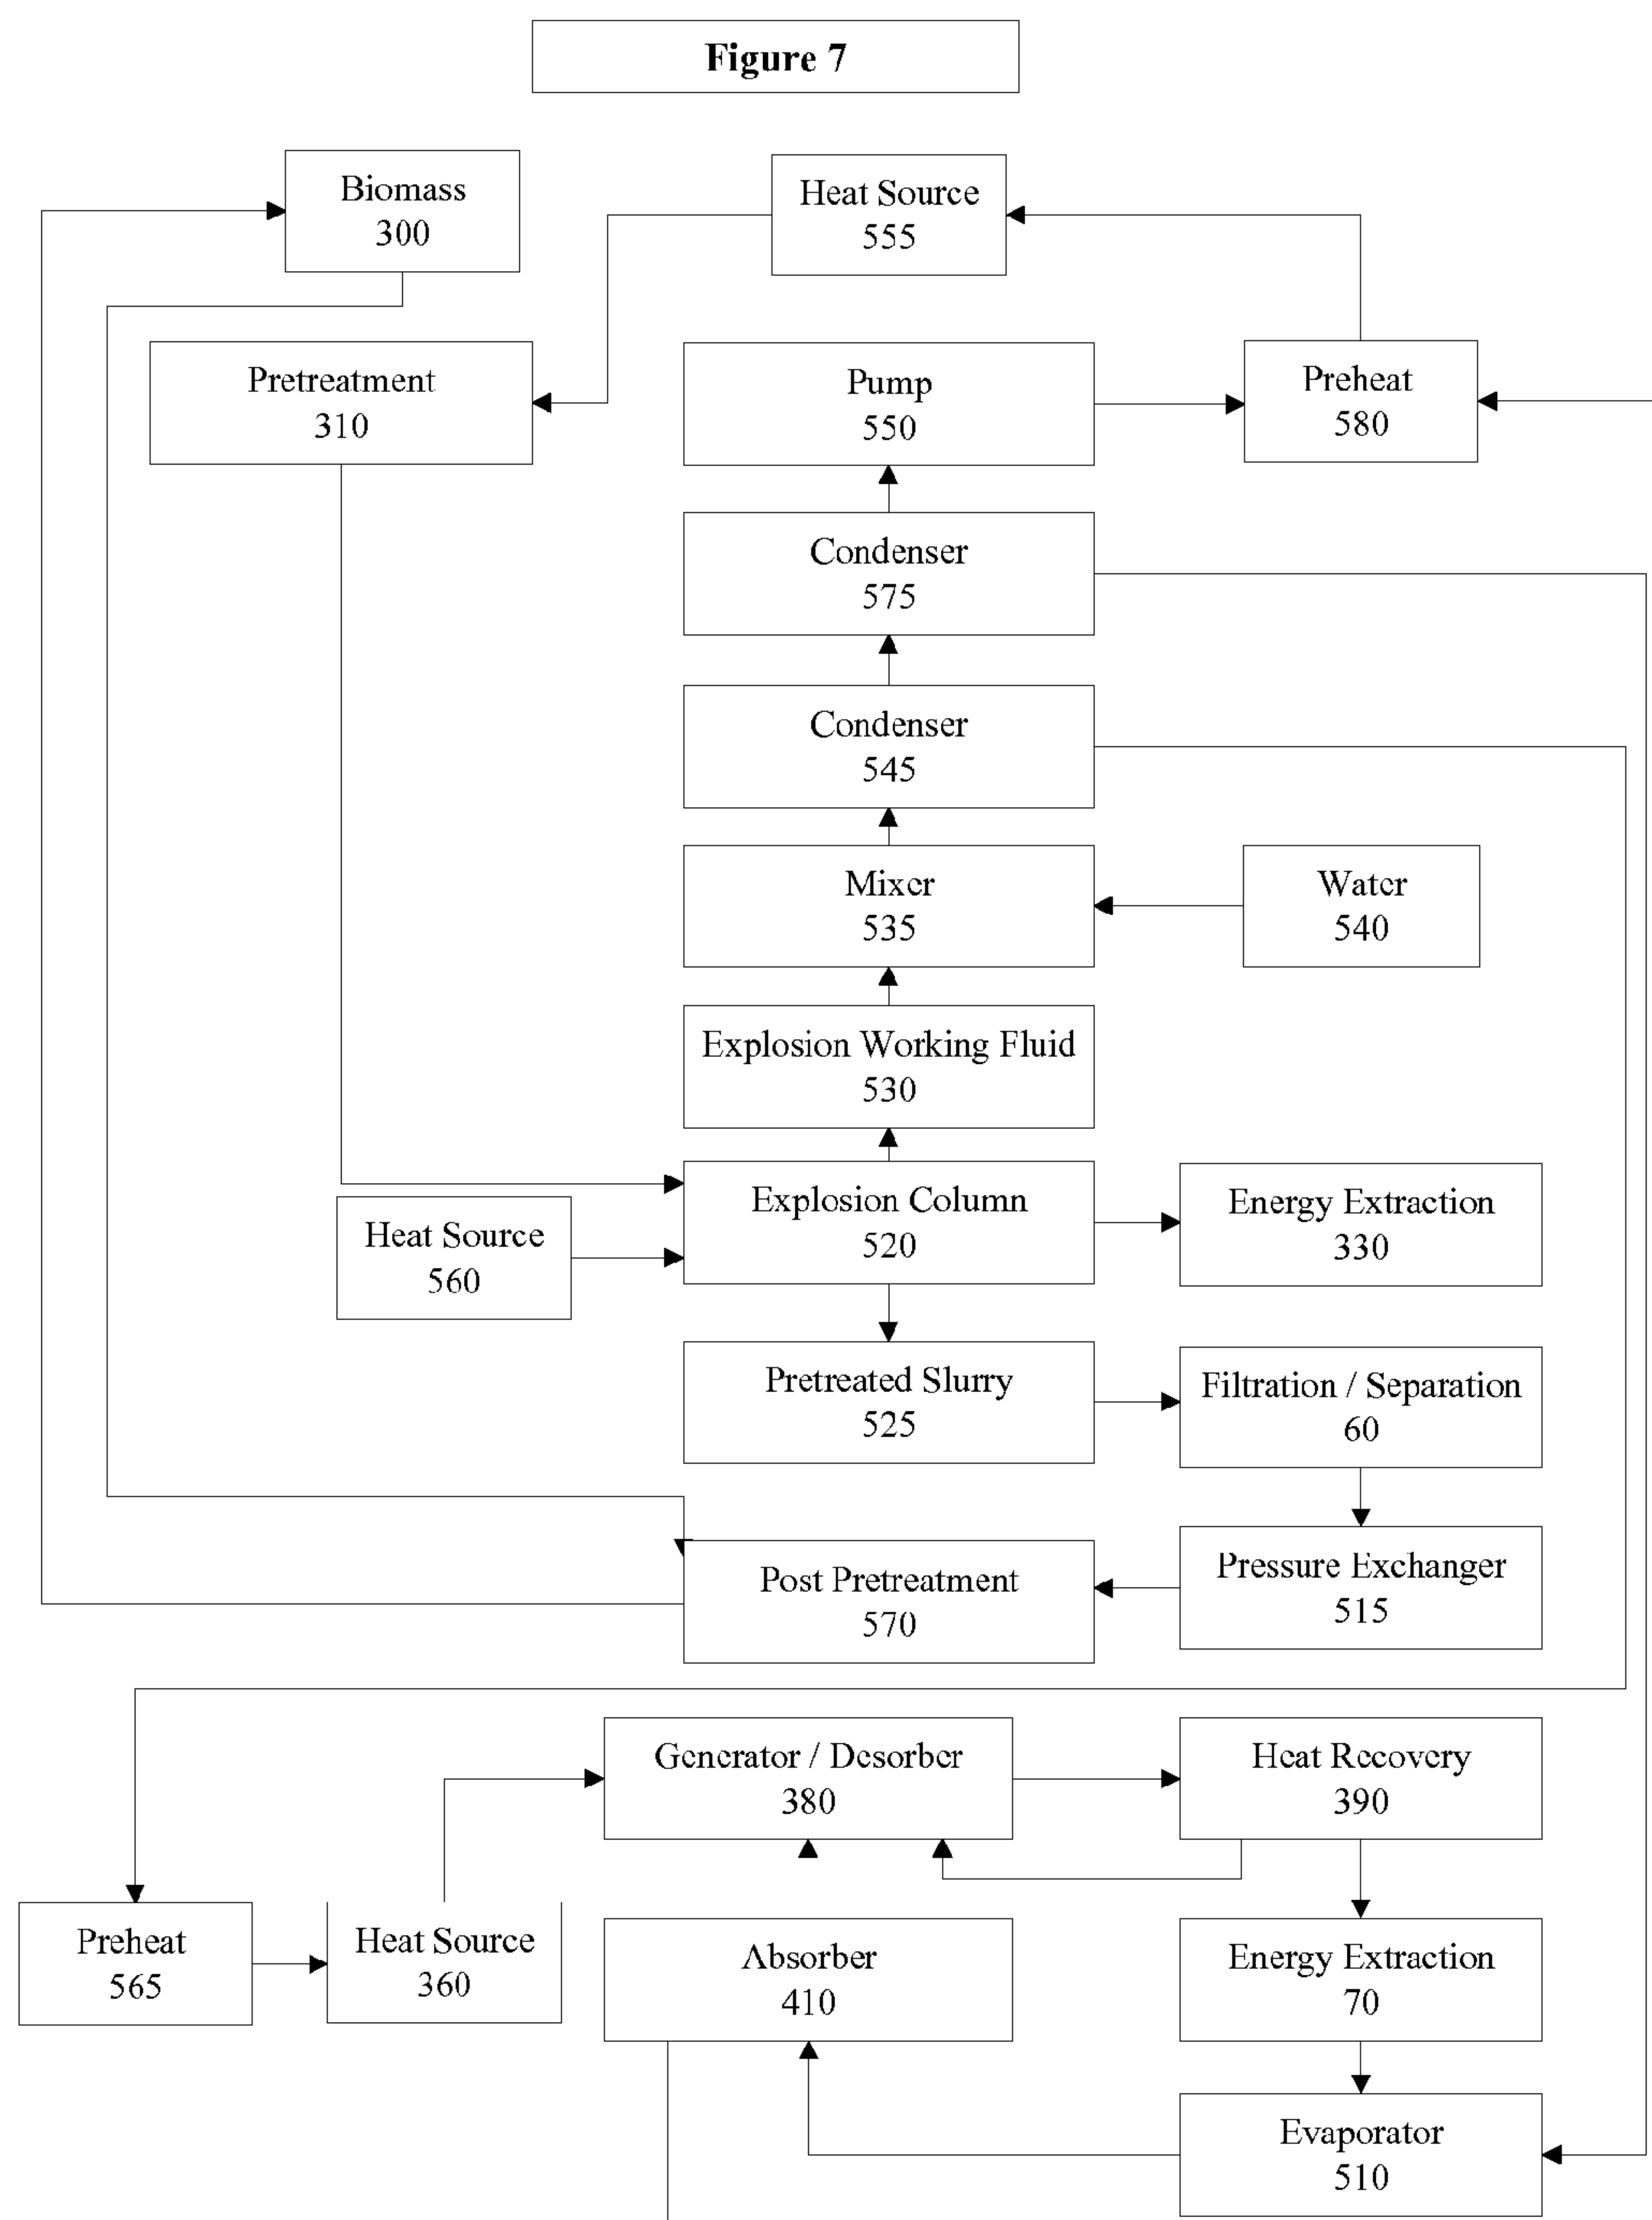 Figure 7
Biomass
300
Heat Source
555
Pretreatment
310
Pump
550
Preheat
580
Condenser
575
Condenser
545
Mixer
535
Water
540
Explosion Working Fluid
530
Explosion Column
520
Energy Extraction
330
Heat Source
560
Pretreated Slurry
525
Filtration / Separation
60
Post Pretreatment
570
Pressure Exchanger
515
Generator / Desorber
380
Heat Recovery
390
Preheat
565
Heat Source
360
Absorber
410
Energy Extraction
70
Evaporator
510